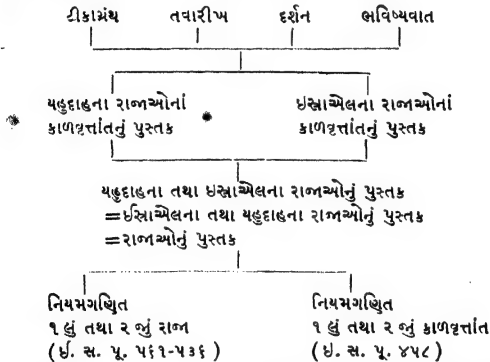 ટીકાગ્રંથ તવારીખ દર્શન ભવિષ્યવાત
યહુદાહના રાજાઓનાં ઇસ્રાએલના રાજાઓનાં
કાળવૃત્તાંતનું પુસ્તક કાળવૃત્તાંતનું પુસ્તક
યહુદાહના તથા ઇસ્રાએલના રાજાઓનું પુસ્તક
=ઈસ્રાએલના તથા યહુદાહના રાજાઓનું પુસ્તક
=રાજાઓનું પુસ્તક
નિયમગણિત નિયમગણિત
૧ લું તથા ૨ જું રાજા ૧ લું તથા ૨ જું કાળવૃત્તાંત
(ઇ. સ. પૂ. ૫૬૧-૫૩૬) (ઇ. સ. પૂ. ૪૫૮)